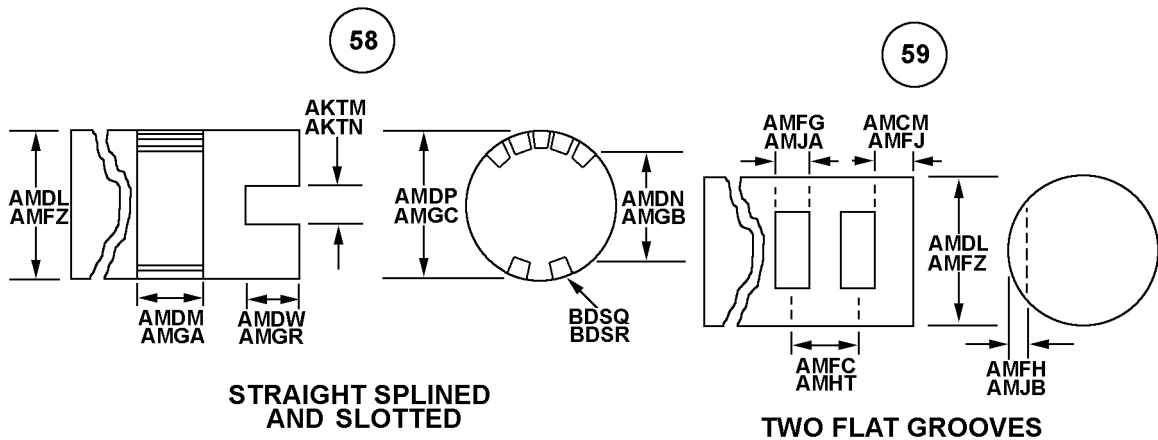 58
AKTM
AKTN
AMDL
AMFZ
AMDP
AMGC
AMDN
AMGB
AMDM
AMGA
AMDW
AMGR
BDSQ
BDSR
STRAIGHT SPLINED
AND SLOTTED
59
AMFG
AMJA
AMCM
AMFJ
AMDL
AMFZ
AMFC
AMHT
AMFH
AMJB
TWO FLAT GROOVES